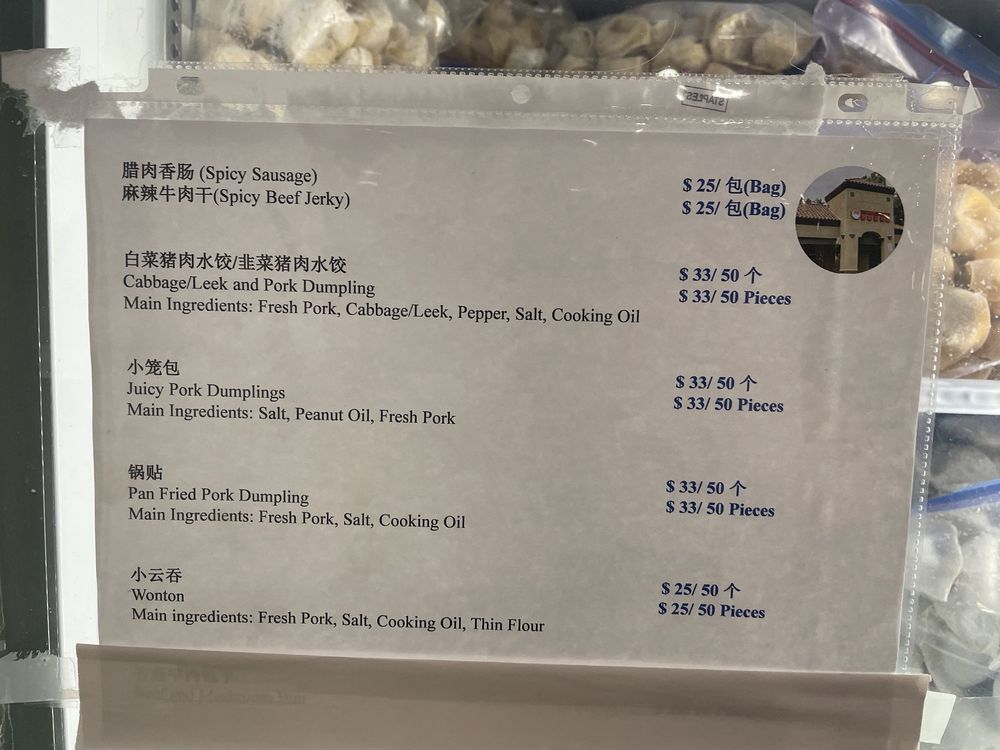 STAPLES
腊肉香肠 (Spicy Sausage) $ 25/ 包(Bag)
麻辣牛肉干(Spicy Beef Jerky) $ 25/ 包(Bag)
白菜猪肉水饺/韭菜猪肉水饺 $ 33/ 50 个
Cabbage/Leek and Pork Dumpling $ 33/ 50 Pieces
Main Ingredients: Fresh Pork, Cabbage/Leek, Pepper, Salt, Cooking Oil
小笼包 $ 33/ 50 个
Juicy Pork Dumplings $ 33/ 50 Pieces
Main Ingredients: Salt, Peanut Oil, Fresh Pork
锅贴 $ 33/ 50 个
Pan Fried Pork Dumpling $ 33/ 50 Pieces
Main Ingredients: Fresh Pork, Salt, Cooking Oil
小云吞 $ 25/ 50 个
Wonton $ 25/ 50 Pieces
Main ingredients: Fresh Pork, Salt, Cooking Oil, Thin Flour